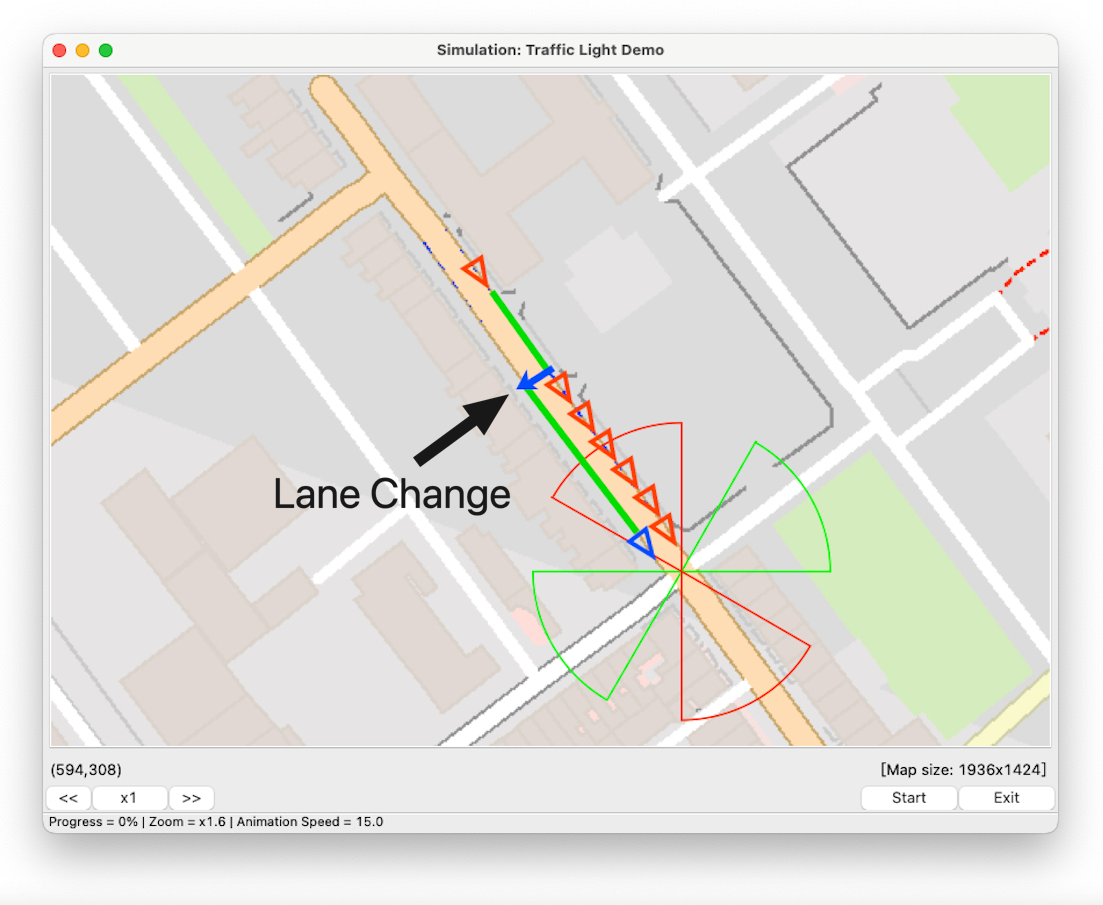 Simulation: Traffic Light Demo
Lane Change
(594,308)
[Map size: 1936x1424]
<< x1 >> Start Exit
Progress = 0% | Zoom = x1.6 | Animation Speed = 15.0